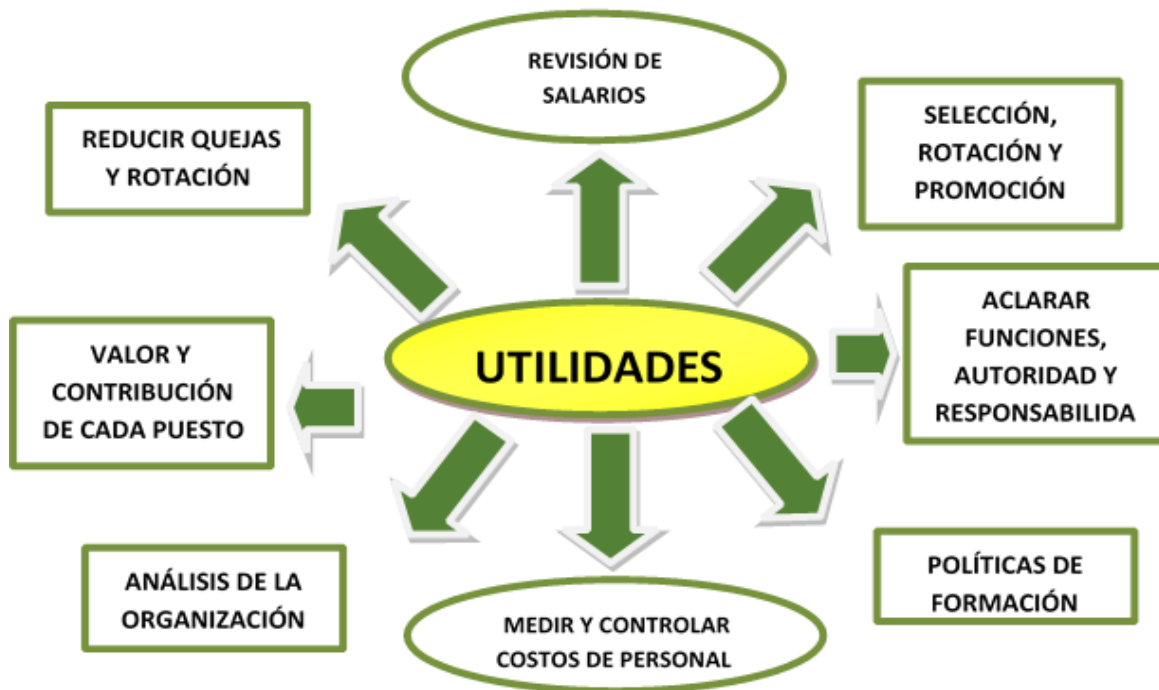 REVISIÓN DE
SALARIOS
REDUCIR QUEJAS
Y ROTACIÓN
SELECCIÓN,
ROTACIÓN Y
PROMOCIÓN
VALOR Y
CONTRIBUCIÓN
DE CADA PUESTO
UTILIDADES
ACLARAR
FUNCIONES,
AUTORIDAD Y
RESPONSABILIDA
ANÁLISIS DE LA
ORGANIZACIÓN
MEDIR Y CONTROLAR
COSTOS DE PERSONAL
POLÍTICAS DE
FORMACIÓN